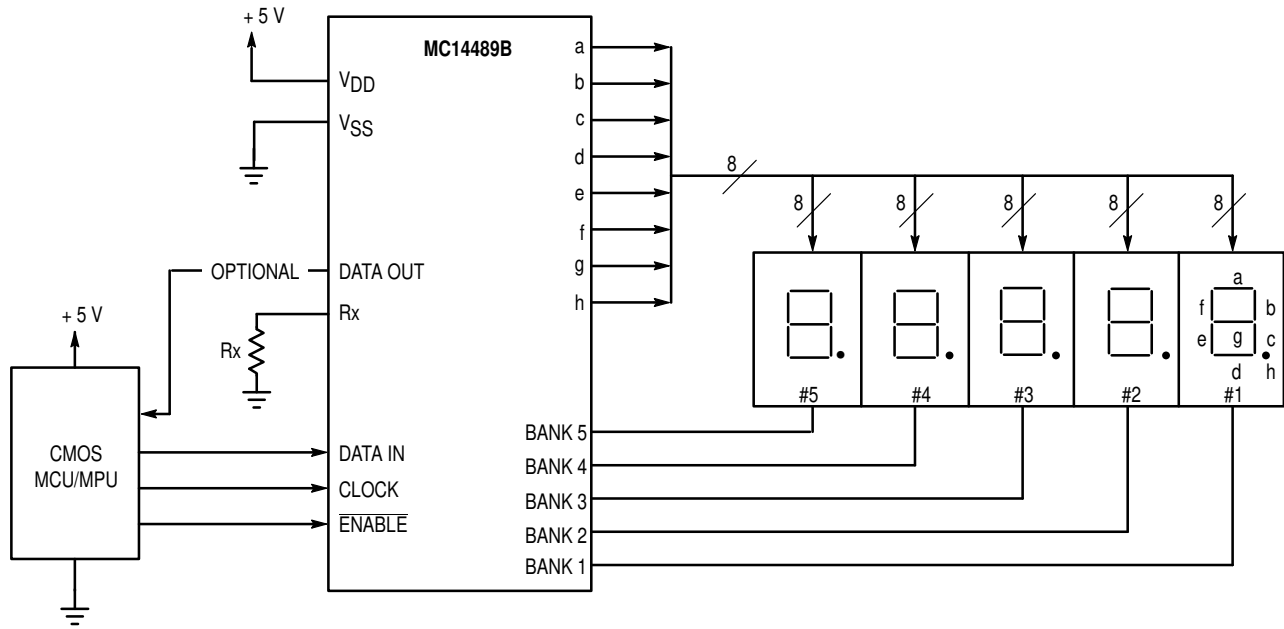 + 5 V
MC14489B
VDD
VSS
a
b
c
d
e
f
g
h
8
8
8
8
8
8
OPTIONAL
DATA OUT
Rx
Rx
+ 5 V
CMOS
MCU/MPU
DATA IN
CLOCK
ENABLE
BANK 5
BANK 4
BANK 3
BANK 2
BANK 1
a
f
b
e
g
c
d
h
#5
#4
#3
#2
#1